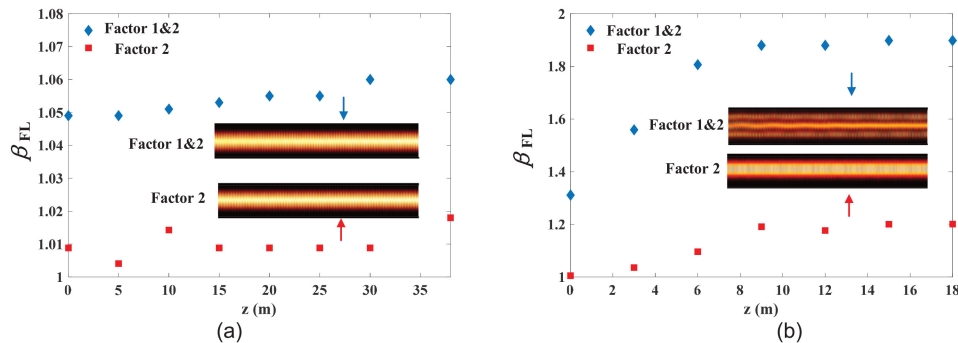 1.08
Factor 1&2
1.07
Factor 2
1.06
1.05
βFL
1.04
Factor 1&2
1.03
Factor 2
1.02
1.01
1
0 5 10 15 20 25 30 35
z (m)
(a)
2
Factor 1&2
Factor 2
1.8
1.6
βFL
Factor 1&2
Factor 2
1.4
1.2
1
0 2 4 6 8 10 12 14 16 18
z (m)
(b)